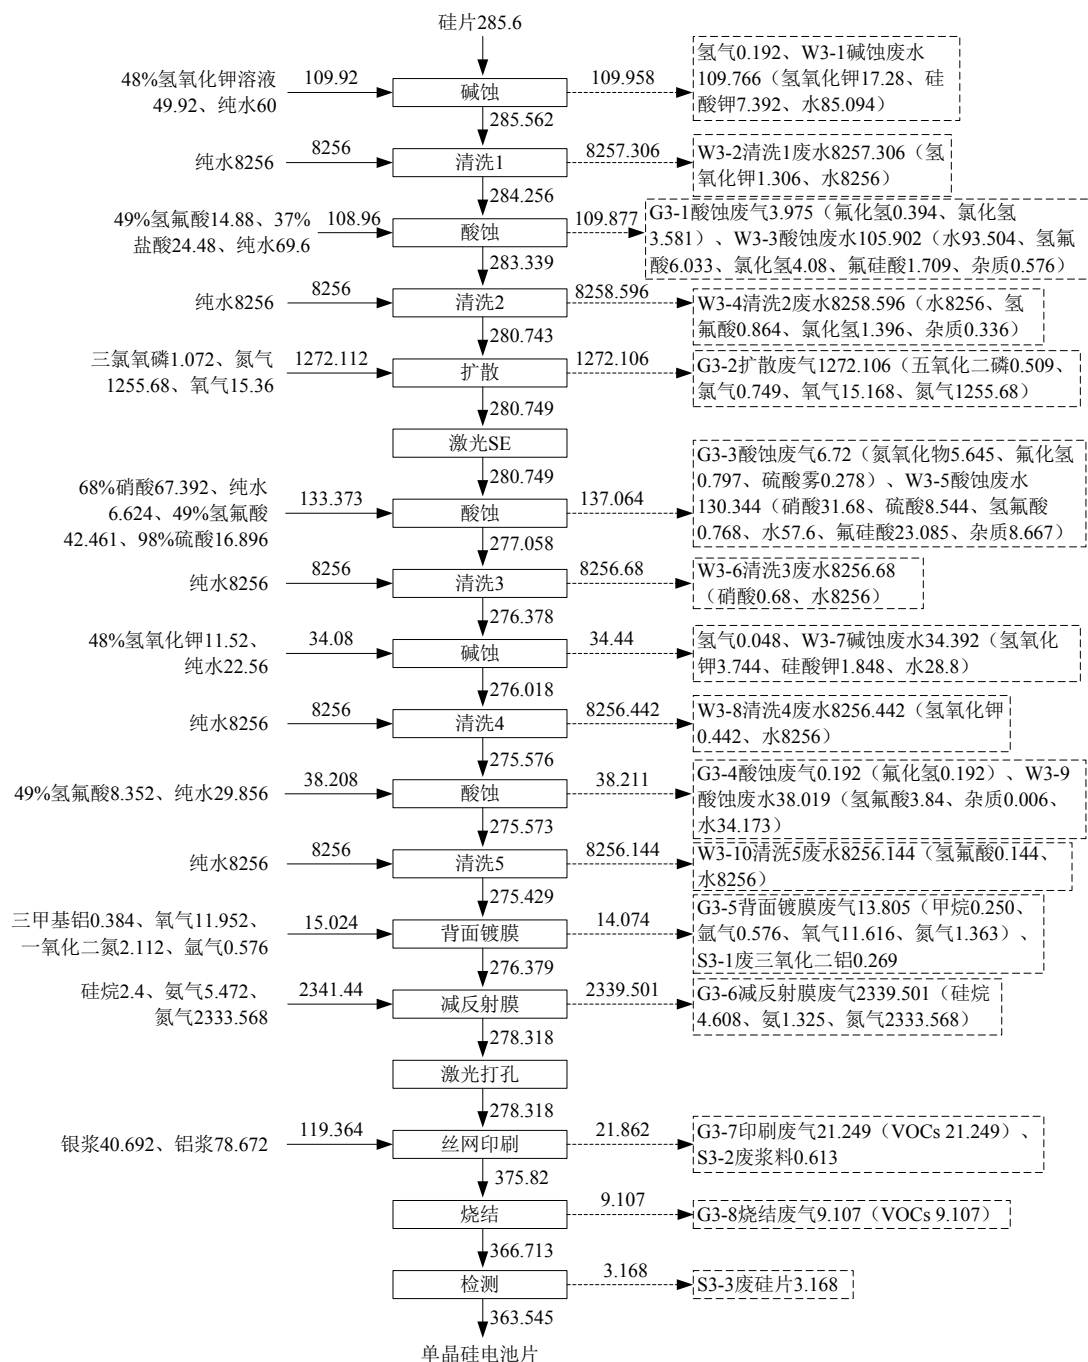 硅片285.6
48%氢氧化钾溶液
49.92、纯水60
109.92
碱蚀
109.958
氢气0.192、W3-1碱蚀废水
109.766（氢氧化钾17.28、硅
酸钾7.392、水85.094）
285.562
纯水8256
8256
清洗1
8257.306
W3-2清洗1废水8257.306（氢
氧化钾1.306、水8256）
284.256
49%氢氟酸14.88、37%
盐酸24.48、纯水69.6
108.96
酸蚀
109.877
G3-1酸蚀废气3.975（氟化氢0.394、氯化氢
3.581）、W3-3酸蚀废水105.902（水93.504、氢氟
酸6.033、氯化氢4.08、氟硅酸1.709、杂质0.576）
283.339
纯水8256
8256
清洗2
8258.596
W3-4清洗2废水8258.596（水8256、氢
氟酸0.864、氯化氢1.396、杂质0.336）
280.743
三氯氧磷1.072、氮气
1255.68、氧气15.36
1272.112
扩散
1272.106
G3-2扩散废气1272.106（五氧化二磷0.509、
氯气0.749、氧气15.168、氮气1255.68）
280.749
激光SE
280.749
68%硝酸67.392、纯水
6.624、49%氢氟酸
42.461、98%硫酸16.896
133.373
酸蚀
137.064
G3-3酸蚀废气6.72（氮氧化物5.645、氟化氢
0.797、硫酸雾0.278）、W3-5酸蚀废水
130.344（硝酸31.68、硫酸8.544、氢氟酸
0.768、水57.6、氟硅酸23.085、杂质8.667）
277.058
纯水8256
8256
清洗3
8256.68
W3-6清洗3废水8256.68
（硝酸0.68、水8256）
276.378
48%氢氧化钾11.52、
纯水22.56
34.08
碱蚀
34.44
氢气0.048、W3-7碱蚀废水34.392（氢氧化
钾3.744、硅酸钾1.848、水28.8）
276.018
纯水8256
8256
清洗4
8256.442
W3-8清洗4废水8256.442（氢氧化钾
0.442、水8256）
275.576
49%氢氟酸8.352、纯水29.856
38.208
酸蚀
38.211
G3-4酸蚀废气0.192（氟化氢0.192）、W3-9
酸蚀废水38.019（氢氟酸3.84、杂质0.006、
水34.173）
275.573
纯水8256
8256
清洗5
8256.144
W3-10清洗5废水8256.144（氢氟酸0.144、
水8256）
275.429
三甲基铝0.384、氧气11.952、
一氧化二氮2.112、氩气0.576
15.024
背面镀膜
14.074
G3-5背面镀膜废气13.805（甲烷0.250、
氩气0.576、氧气11.616、氮气1.363）、
S3-1废三氧化二铝0.269
276.379
硅烷2.4、氨气5.472、
氮气2333.568
2341.44
减反射膜
2339.501
G3-6减反射膜废气2339.501（硅烷
4.608、氨1.325、氮气2333.568）
278.318
激光打孔
278.318
银浆40.692、铝浆78.672
119.364
丝网印刷
21.862
G3-7印刷废气21.249（VOCs 21.249）、
S3-2废浆料0.613
375.82
烧结
9.107
G3-8烧结废气9.107（VOCs 9.107）
366.713
检测
3.168
S3-3废硅片3.168
363.545
单晶硅电池片